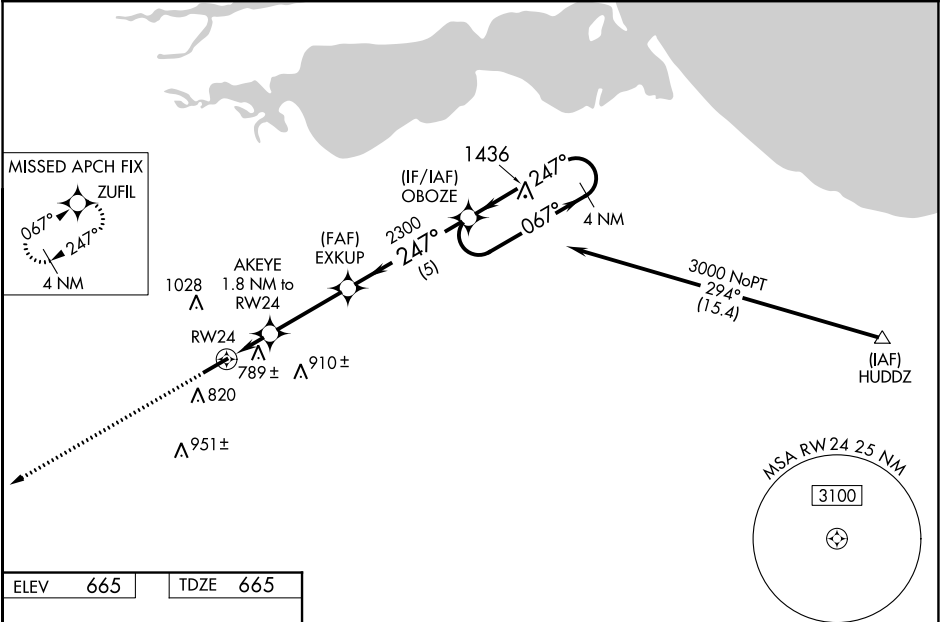 MISSED APCH FIX
ZUFIL
067°
247°
4 NM
1436
(IF/IAF)
OBOZE
247°
067°
4 NM
2300
247°
(5)
(FAF)
EXKUP
AKEYE
1.8 NM to
RW24
1028
RW24
789±
910±
820
951±
3000 NoPT
294°
(15.4)
(IAF)
HUDDZ
MSA RW 24 25 NM
3100
ELEV 665
TDZE 665